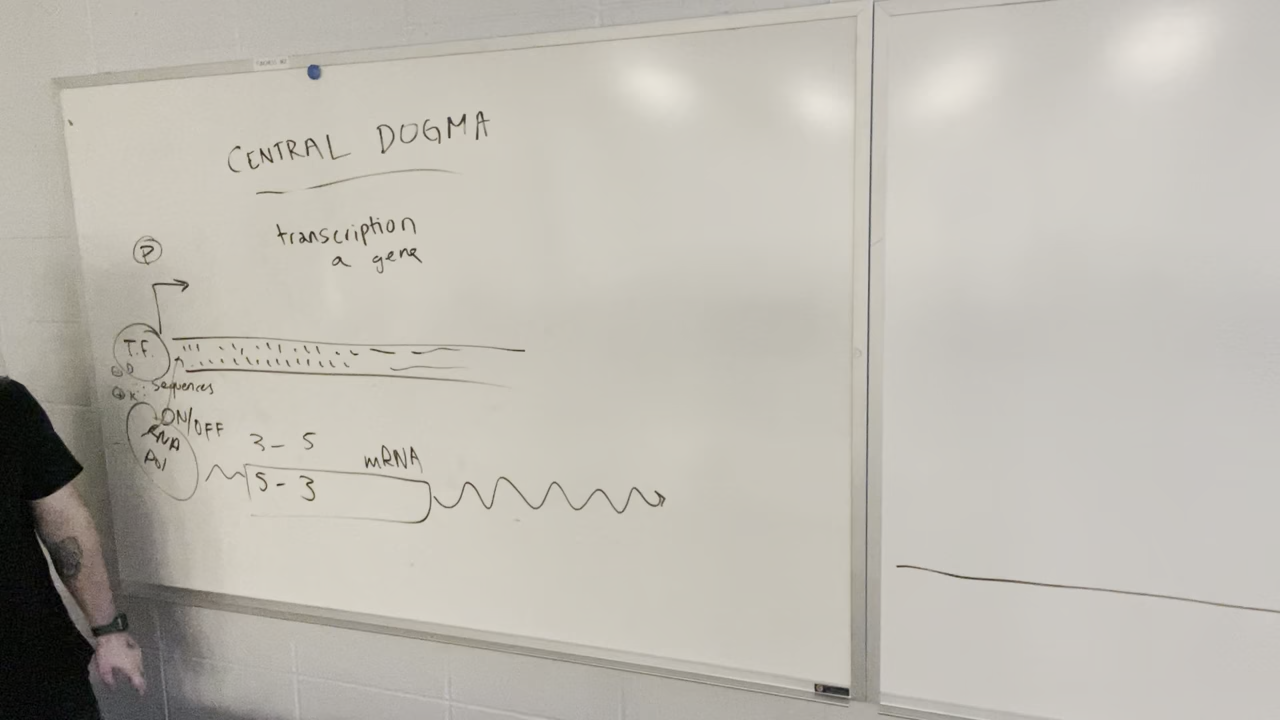 CENTRAL DOGMA
transcription
a gene
P
T.F.
sequences
ON/OFF
RNA
Pol
3 - 5
mRNA
5 - 3